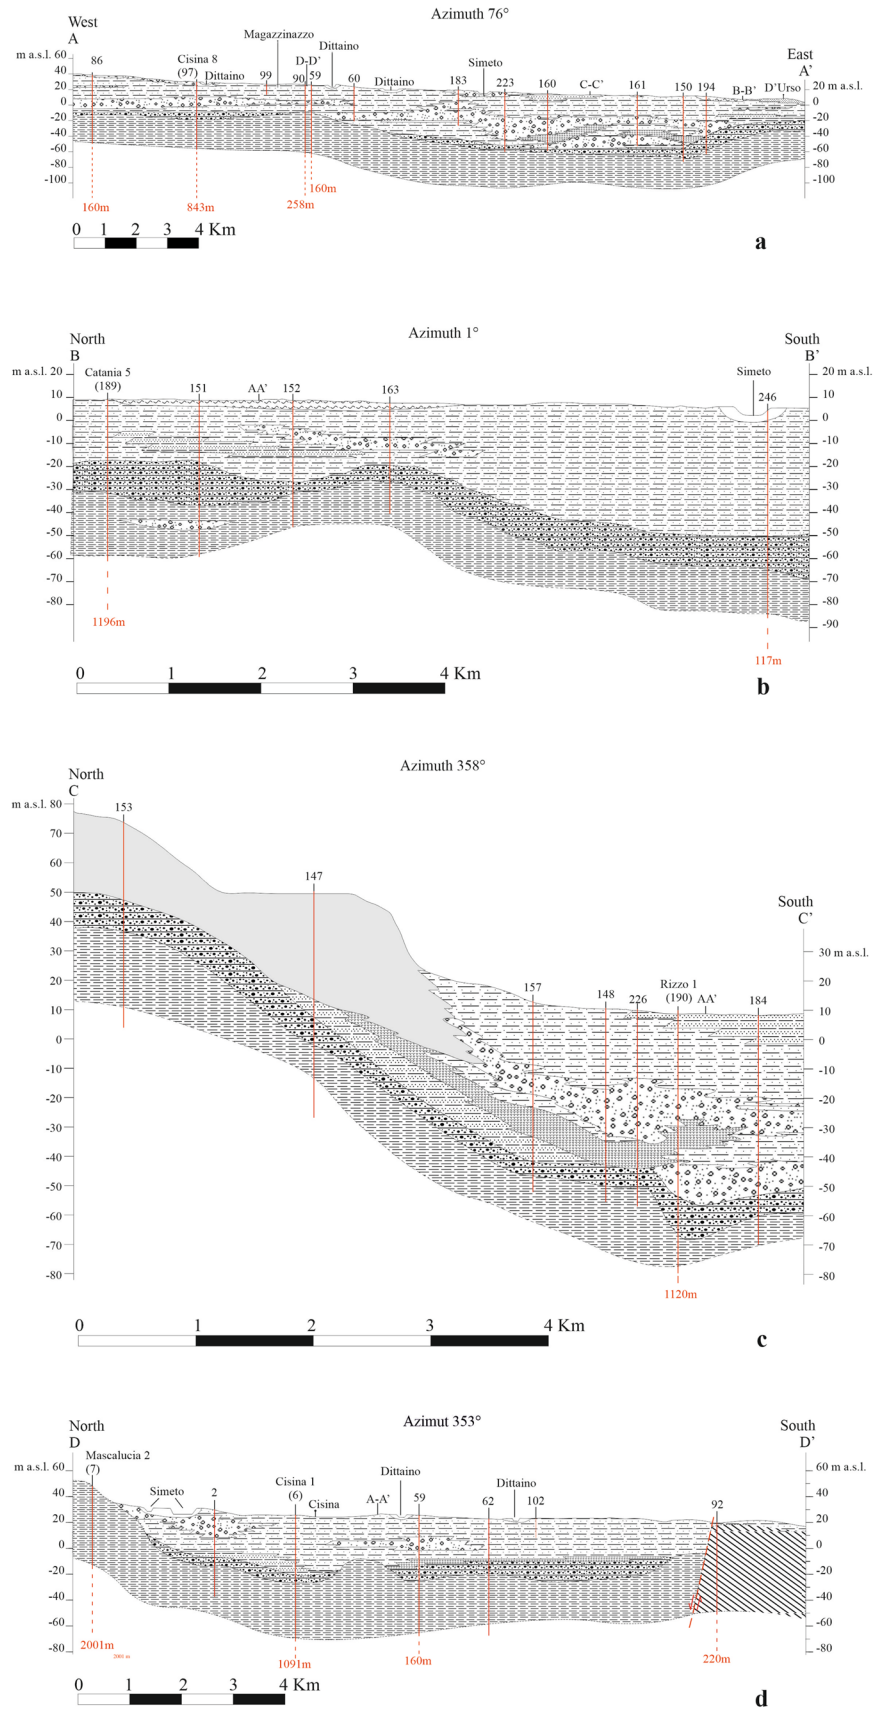 Azimuth 76°
West
A
East
A'
m a.s.l. 60
40
20
0
-20
-40
-60
-80
-100
86
Cisina 8
(97)
Dittaino
Magazzinazzo
99
D-D'
90
59
Dittaino
60
Dittaino
183
Simeto
223
160
C-C'
161
150
194
B-B'
D'Urso
20 m a.s.l.
0
-20
-40
-60
-80
-100
160m
843m
258m
160m
0 1 2 3 4 Km
a
Azimuth 1°
North
B
South
B'
m a.s.l. 20
10
0
-10
-20
-30
-40
-50
-60
-70
-80
Catania 5
(189)
151
AA'
152
163
Simeto
246
20 m a.s.l.
10
0
-10
-20
-30
-40
-50
-60
-70
-80
-90
1196m
117m
0 1 2 3 4 Km
b
Azimuth 358°
North
C
South
C'
m a.s.l. 80
70
60
50
40
30
20
10
0
-10
-20
-30
-40
-50
-60
-70
-80
153
147
157
148
226
Rizzo 1
(190)
AA'
184
30 m a.s.l.
20
10
0
-10
-20
-30
-40
-50
-60
-70
-80
1120m
0 1 2 3 4 Km
c
Azimut 353°
North
D
South
D'
m a.s.l. 60
40
20
0
-20
-40
-60
-80
Mascalucia 2
(7)
Simeto
2
Cisina 1
(6)
Cisina
A-A'
Dittaino
59
62
Dittaino
102
92
60 m a.s.l.
40
20
0
-20
-40
-60
-80
2001m
2001 m
1091m
160m
220m
0 1 2 3 4 Km
d